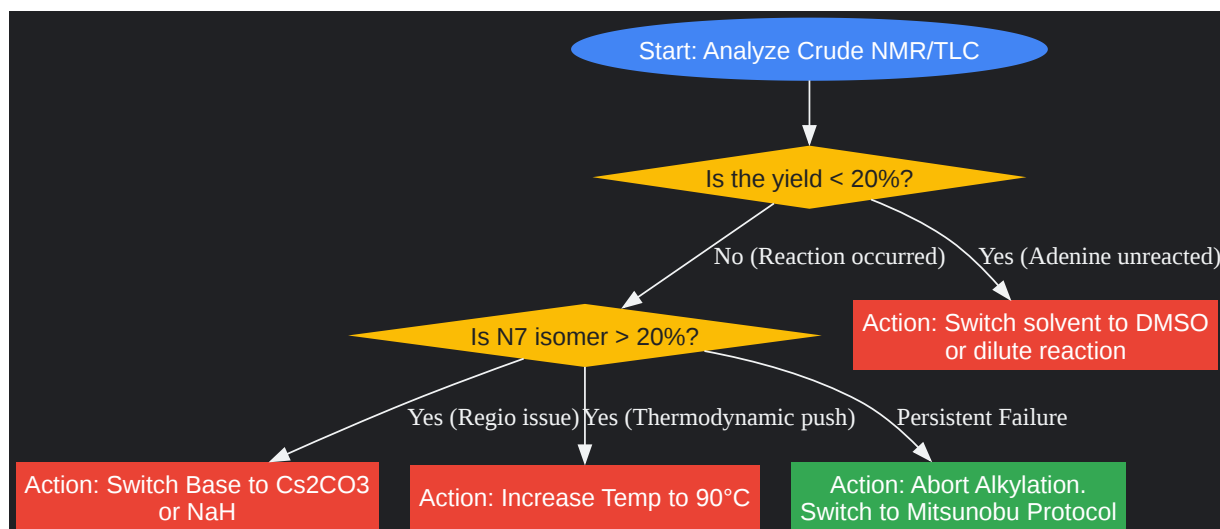 Start: Analyze Crude NMR/TLC
Is the yield < 20%?
No (Reaction occurred)
Yes (Adenine unreacted)
Action: Switch solvent to DMSO
or dilute reaction
Is N7 isomer > 20%?
Yes (Regio issue)
Yes (Thermodynamic push)
Persistent Failure
Action: Switch Base to Cs2CO3
or NaH
Action: Increase Temp to 90°C
Action: Abort Alkylation.
Switch to Mitsunobu Protocol